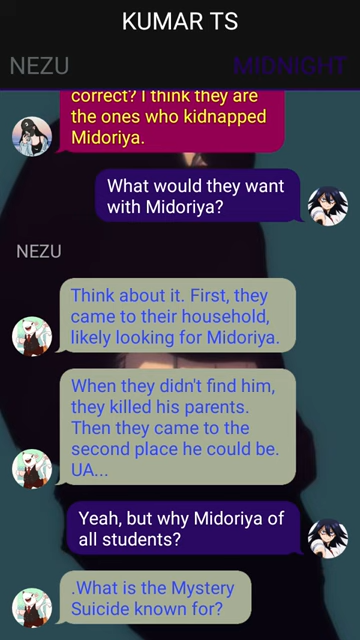 KUMAR TS
NEZU
MIDNIGHT
correct? I think they are
the ones who kidnapped
Midoriya.
What would they want
with Midoriya?
NEZU
Think about it. First, they
came to their household,
likely looking for Midoriya.
When they didn't find him,
they killed his parents.
Then they came to the
second place he could be.
UA...
Yeah, but why Midoriya of
all students?
.What is the Mystery
Suicide known for?